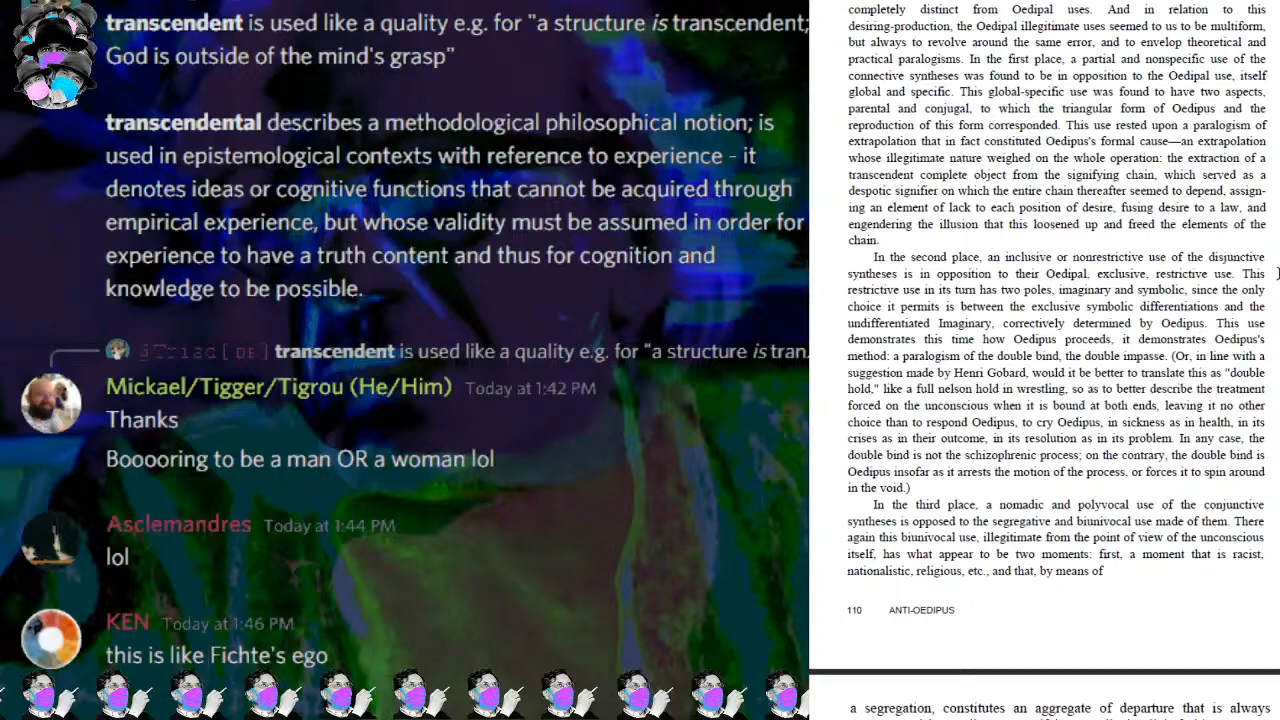 transcendent is used like a quality e.g. for "a structure is transcendent;
God is outside of the mind's grasp"
transcendental describes a methodological philosophical notion; is
used in epistemological contexts with reference to experience - it
denotes ideas or cognitive functions that cannot be acquired through
empirical experience, but whose validity must be assumed in order for
experience to have a truth content and thus for cognition and
knowledge to be possible.
transcendent is used like a quality e.g. for "a structure is tran.
Mickael/Tigger/Tigrou (He/Him) Today at 1:42 PM
Thanks
Booooring to be a man OR a woman lol
Asclemandres Today at 1:44 PM
lol
KEN Today at 1:46 PM
this is like Fichte's ego
completely distinct from Oedipal uses. And in relation to this
desiring-production, the Oedipal illegitimate uses seemed to us to be multiform,
but always to revolve around the same error, and to envelop theoretical and
practical paralogisms. In the first place, a partial and nonspecific use of the
connective syntheses was found to be in opposition to the Oedipal use, itself
global and specific. This global-specific use was found to have two aspects,
parental and conjugal, to which the triangular form of Oedipus and the
reproduction of this form corresponded. This use rested upon a paralogism of
extrapolation that in fact constituted Oedipus's formal cause—an extrapolation
whose illegitimate nature weighed on the whole operation: the extraction of a
transcendent complete object from the signifying chain, which served as a
despotic signifier on which the entire chain thereafter seemed to depend, assign-
ing an element of lack to each position of desire, fusing desire to a law, and
engendering the illusion that this loosened up and freed the elements of the
chain.
In the second place, an inclusive or nonrestrictive use of the disjunctive
syntheses is in opposition to their Oedipal, exclusive, restrictive use. This
restrictive use in its turn has two poles, imaginary and symbolic, since the only
choice it permits is between the exclusive symbolic differentiations and the
undifferentiated Imaginary, correctively determined by Oedipus. This use
demonstrates this time how Oedipus proceeds, it demonstrates Oedipus's
method: a paralogism of the double bind, the double impasse. (Or, in line with a
suggestion made by Henri Gobard, would it be better to translate this as "double
hold," like a full nelson hold in wrestling, so as to better describe the treatment
forced on the unconscious when it is bound at both ends, leaving it no other
choice than to respond Oedipus, to cry Oedipus, in sickness as in health, in its
crises as in their outcome, in its resolution as in its problem. In any case, the
double bind is not the schizophrenic process; on the contrary, the double bind is
Oedipus insofar as it arrests the motion of the process, or forces it to spin around
in the void.)
In the third place, a nomadic and polyvocal use of the conjunctive
syntheses is opposed to the segregative and biunivocal use made of them. There
again this biunivocal use, illegitimate from the point of view of the unconscious
itself, has what appear to be two moments: first, a moment that is racist,
nationalistic, religious, etc., and that, by means of
110 ANTI-OEDIPUS
a segregation, constitutes an aggregate of departure that is always